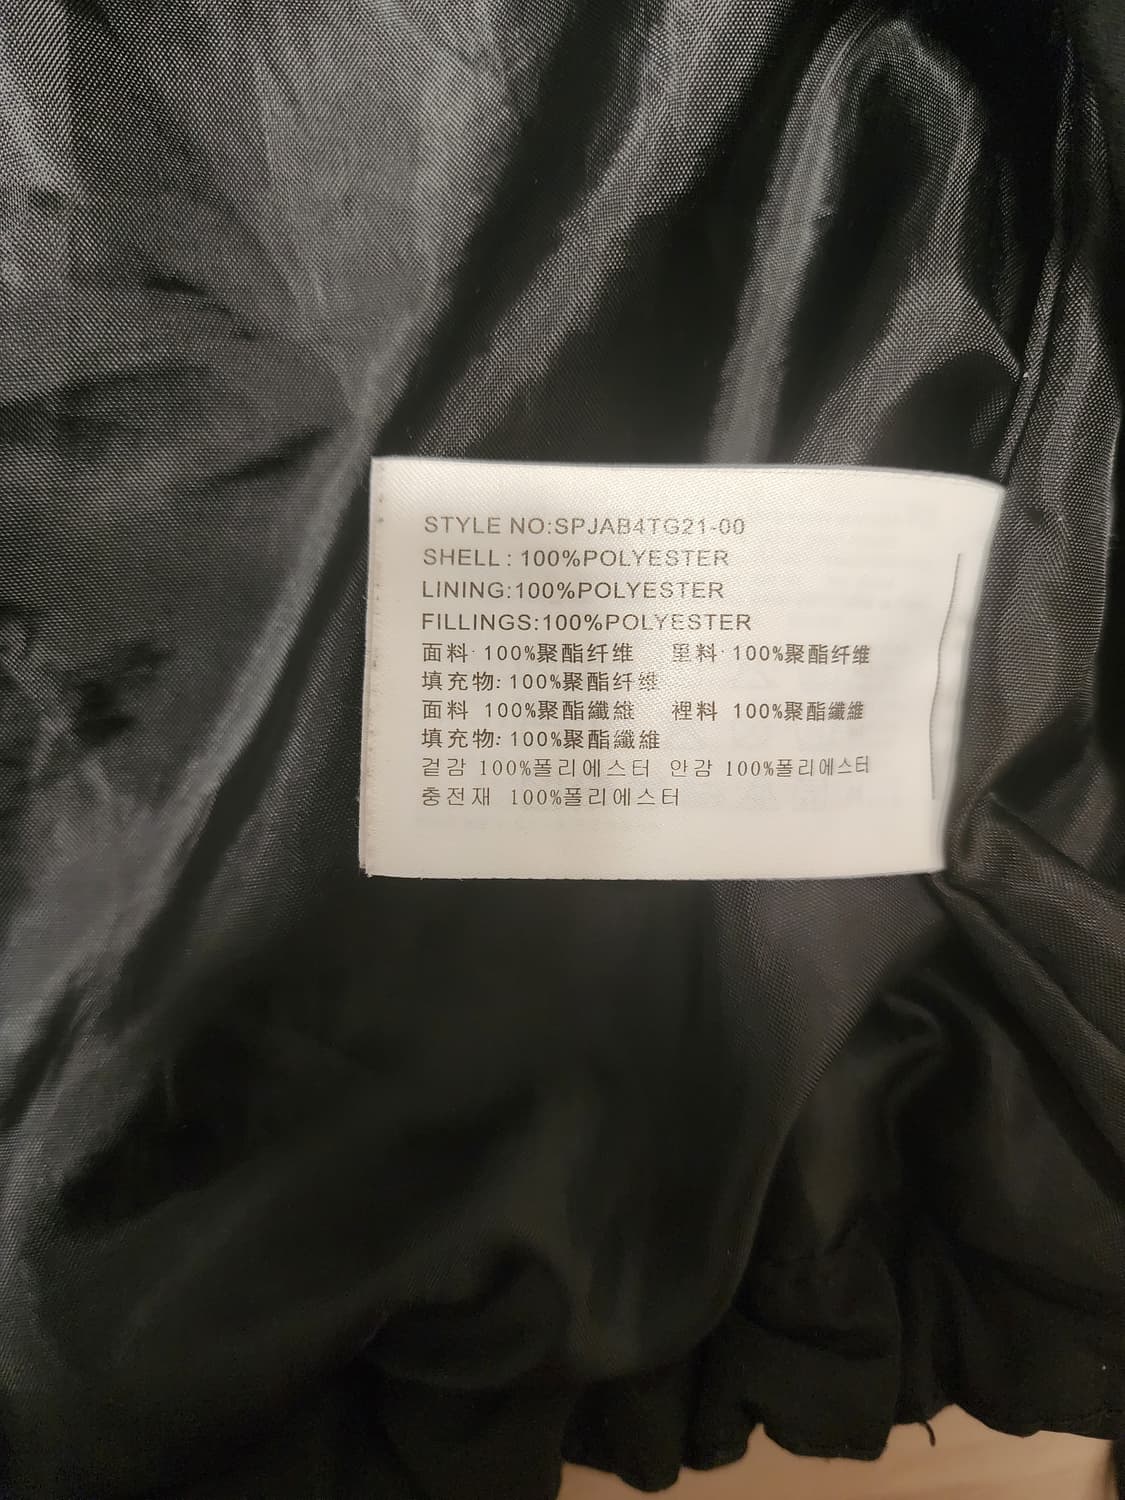 STYLE NO:SPJAB4TG21-00
SHELL: 100%POLYESTER
LINING:100%POLYESTER
FILLINGS:100%POLYESTER
面料: 100%聚酯纤维 里料: 100%聚酯纤维
填充物: 100%聚酯纤维
面料 100%聚酯纖維 裡料 100%聚酯纖維
填充物: 100%聚酯纖維
겉감 100%폴리에스터 안감 100%폴리에스터
충전재 100%폴리에스터